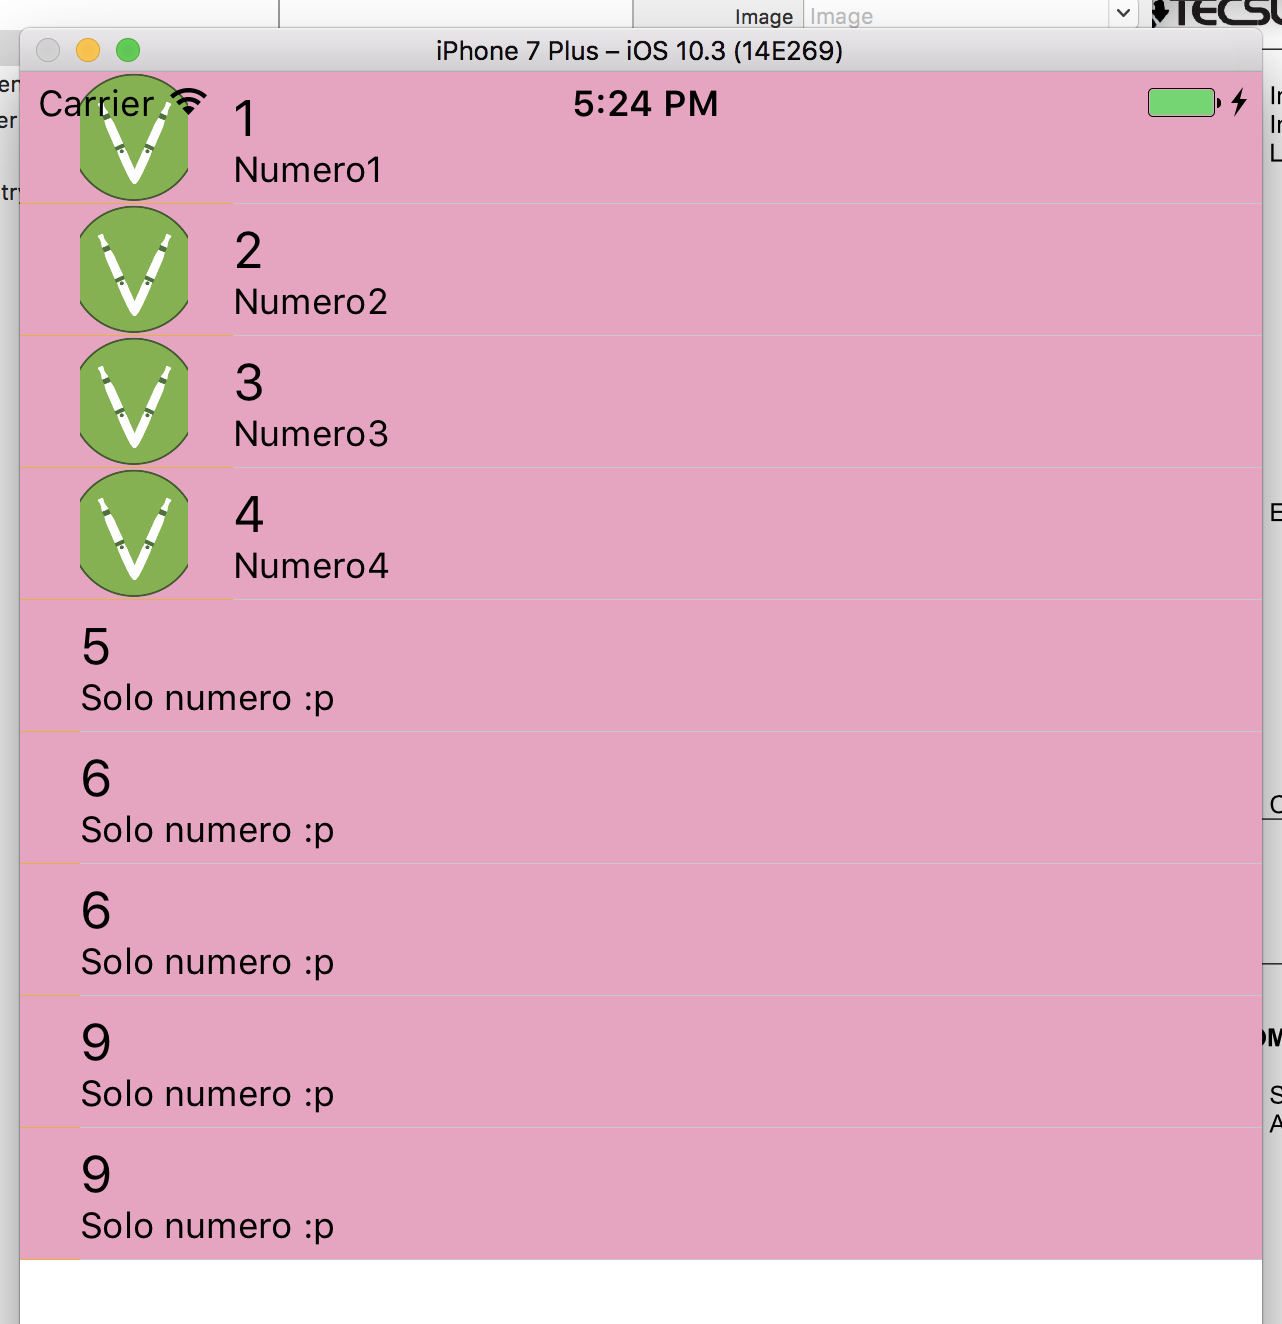 Image Image
iPhone 7 Plus – iOS 10.3 (14E269)
Carrier 5:24 PM
1
Numero1
2
Numero2
3
Numero3
4
Numero4
5
Solo numero :p
6
Solo numero :p
6
Solo numero :p
9
Solo numero :p
9
Solo numero :p